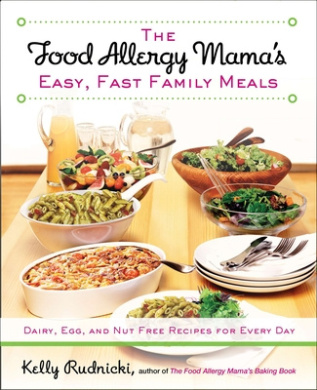 THE
Food Allergy Mama's
EASY, FAST FAMILY MEALS
DAIRY, EGG, AND NUT FREE RECIPES FOR EVERY DAY
Kelly Rudnicki, author of The Food Allergy Mama's Baking Book